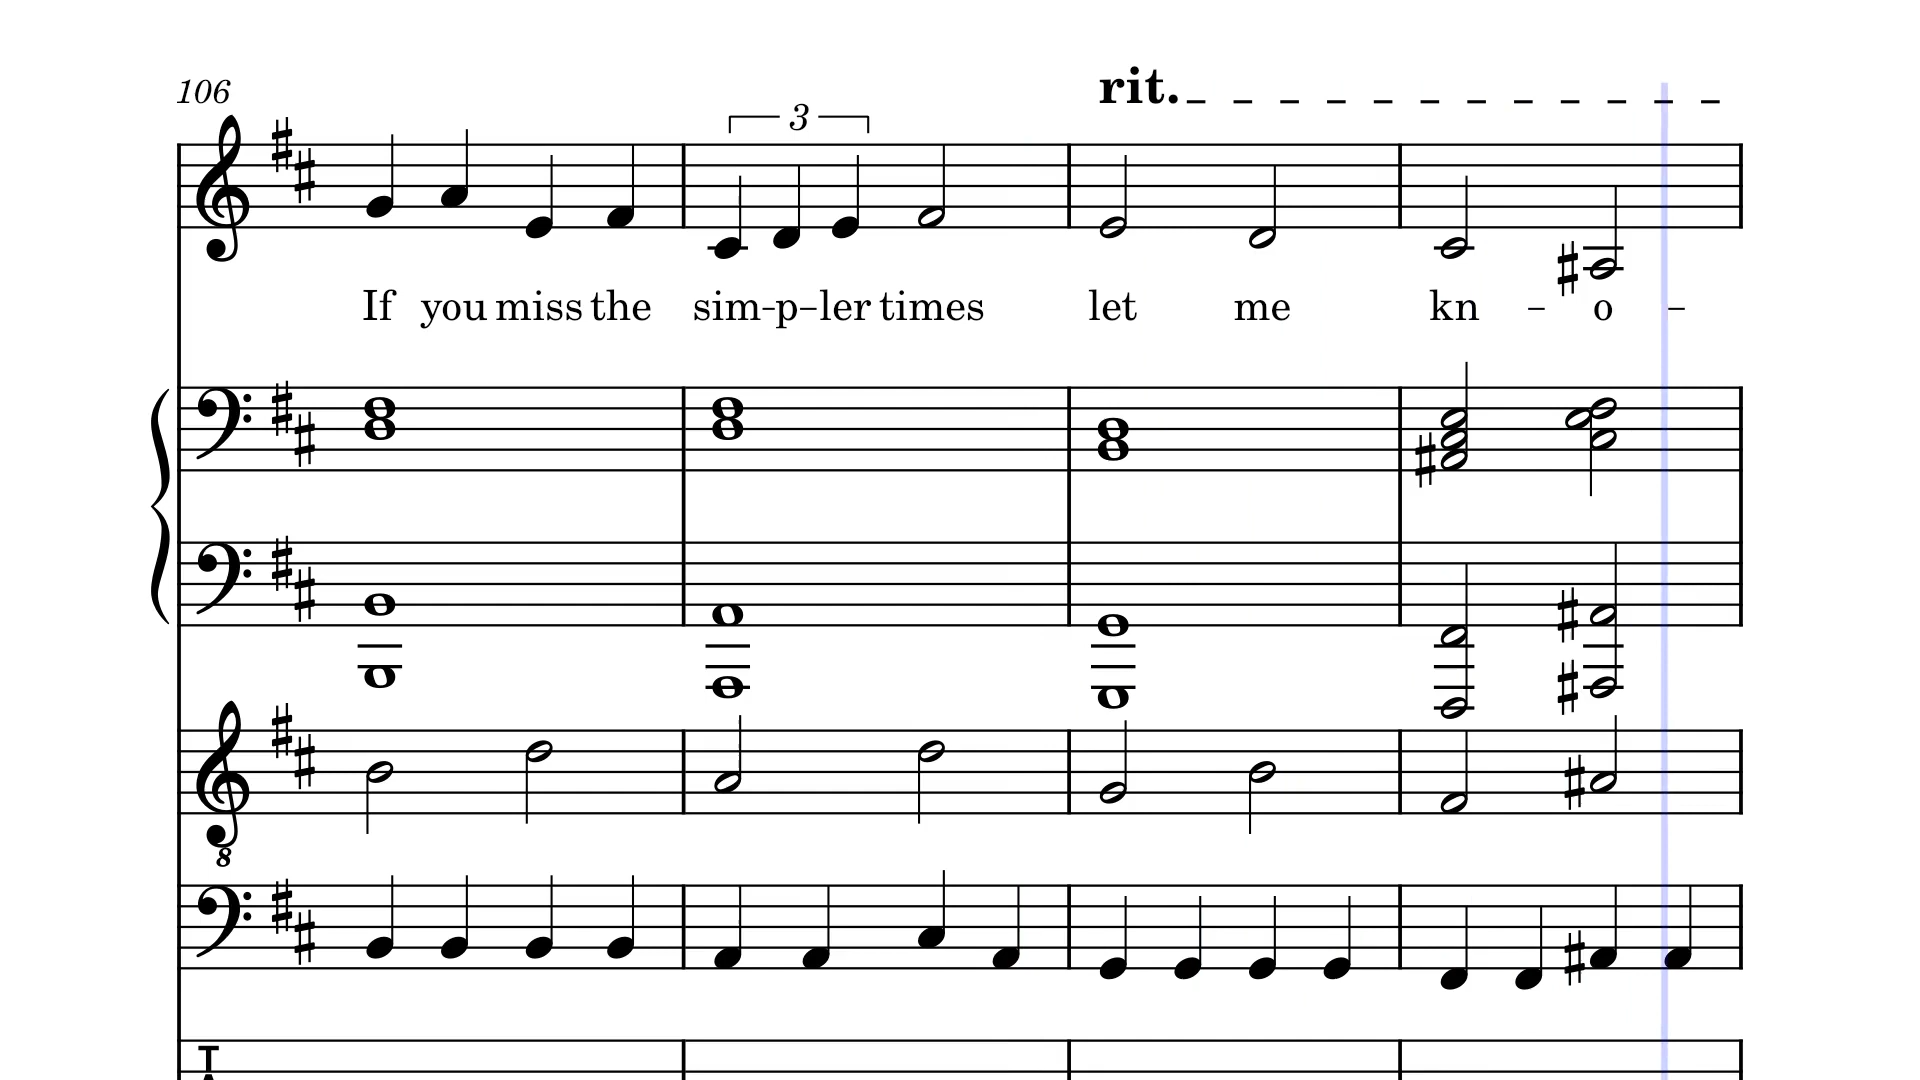 106
rit.
3
If you miss the sim-p-ler times let me kn - o -
8
T